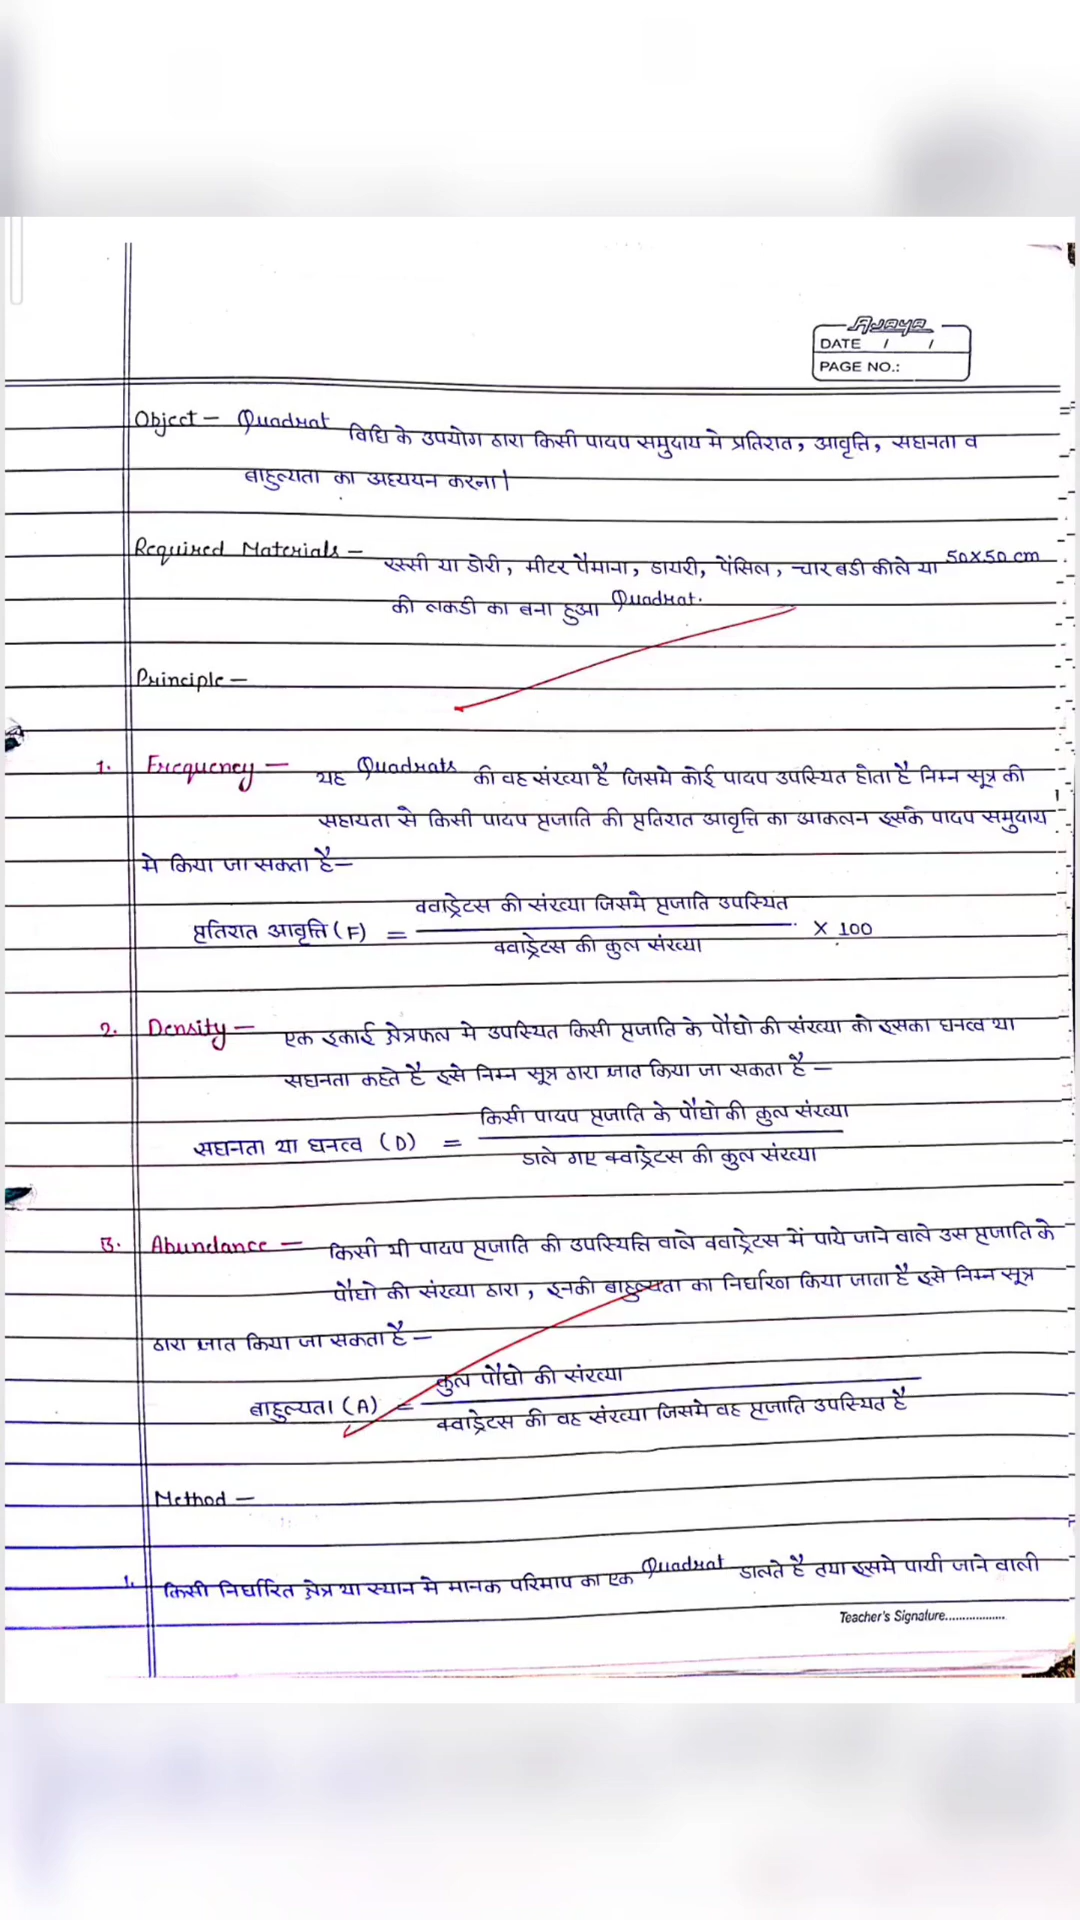 Ajaya
DATE / /
PAGE NO.:
Object - Quadrat विधि के उपयोग द्वारा किसी पादप समुदाय मे प्रतिशत, आवृत्ति, सघनता व
बाहुल्यता का अध्ययन करना।
Required Materials - रस्सी या डोरी, मीटर पैमाना, डायरी, पेंसिल, चार बडी कीले या 50x50 cm
की लकडी का बना हुआ Quadrat.
Principle -
1. Frequency - यह Quadrats की वह संख्या है जिसमे कोई पादप उपस्थित होता है निम्न सूत्र की
सहायता से किसी पादप प्रजाति की प्रतिशत आवृत्ति का आकलन इसके पादप समुदाय
मे किया जा सकता है-
क्वाड्रेटस की संख्या जिसमे प्रजाति उपस्थित
प्रतिशत आवृत्ति (F) = x 100
क्वाड्रेटस की कुल संख्या
2. Density - एक इकाई क्षेत्रफल मे उपस्थित किसी प्रजाति के पौधो की संख्या को इसका घनत्व या
सघनता कहते है इसे निम्न सूत्र द्वारा ज्ञात किया जा सकता है -
किसी पादप प्रजाति के पौधो की कुल संख्या
सघनता या घनत्व (D) =
डाले गए क्वाड्रेटस की कुल संख्या
3. Abundance - किसी भी पादप प्रजाति की उपस्थिति वाले क्वाड्रेटस में पाये जाने वाले उस प्रजाति के
पौधो की संख्या द्वारा, इनकी बाहुल्यता का निर्धारण किया जाता है इसे निम्न सूत्र
द्वारा ज्ञात किया जा सकता है -
कुल पौधो की संख्या
बाहुल्यता (A) =
क्वाड्रेटस की वह संख्या जिसमे वह प्रजाति उपस्थित है
Method -
1. किसी निर्धारित क्षेत्र या स्थान मे मानक परिमाप का एक Quadrat डालते है तथा इसमे पायी जाने वाली
Teacher's Signature..................